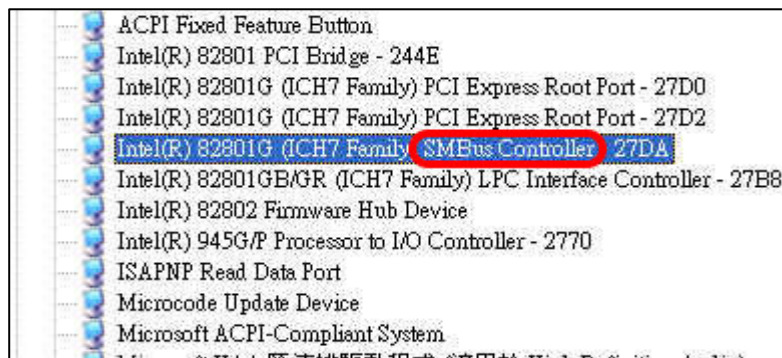 ACPI Fixed Feature Button
Intel(R) 82801 PCI Bridge - 244E
Intel(R) 82801G (ICH7 Family) PCI Express Root Port - 27D0
Intel(R) 82801G (ICH7 Family) PCI Express Root Port - 27D2
Intel(R) 82801G (ICH7 Family) SMBus Controller - 27DA
Intel(R) 82801GB/GR (ICH7 Family) LPC Interface Controller - 27B8
Intel(R) 82802 Firmware Hub Device
Intel(R) 945G/P Processor to I/O Controller - 2770
ISAPNP Read Data Port
Microcode Update Device
Microsoft ACPI-Compliant System